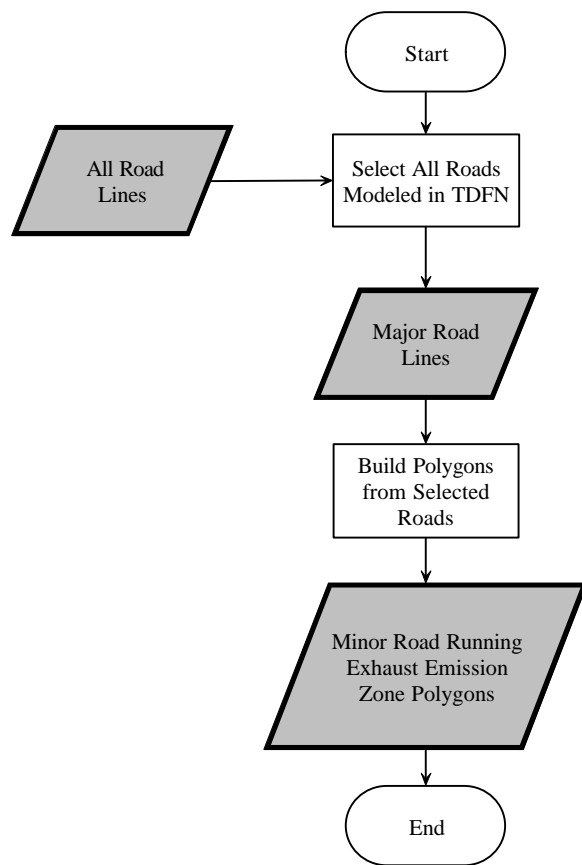 Start
All Road
Lines
Select All Roads
Modeled in TDFN
Major Road
Lines
Build Polygons
from Selected
Roads
Minor Road Running
Exhaust Emission
Zone Polygons
End